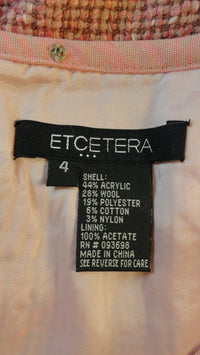 ETCETERA
4
SHELL:
44% ACRYLIC
28% WOOL
19% POLYESTER
6% COTTON
3% NYLON
LINING:
100% ACETATE
RN # 093698
MADE IN CHINA
SEE REVERSE FOR CARE